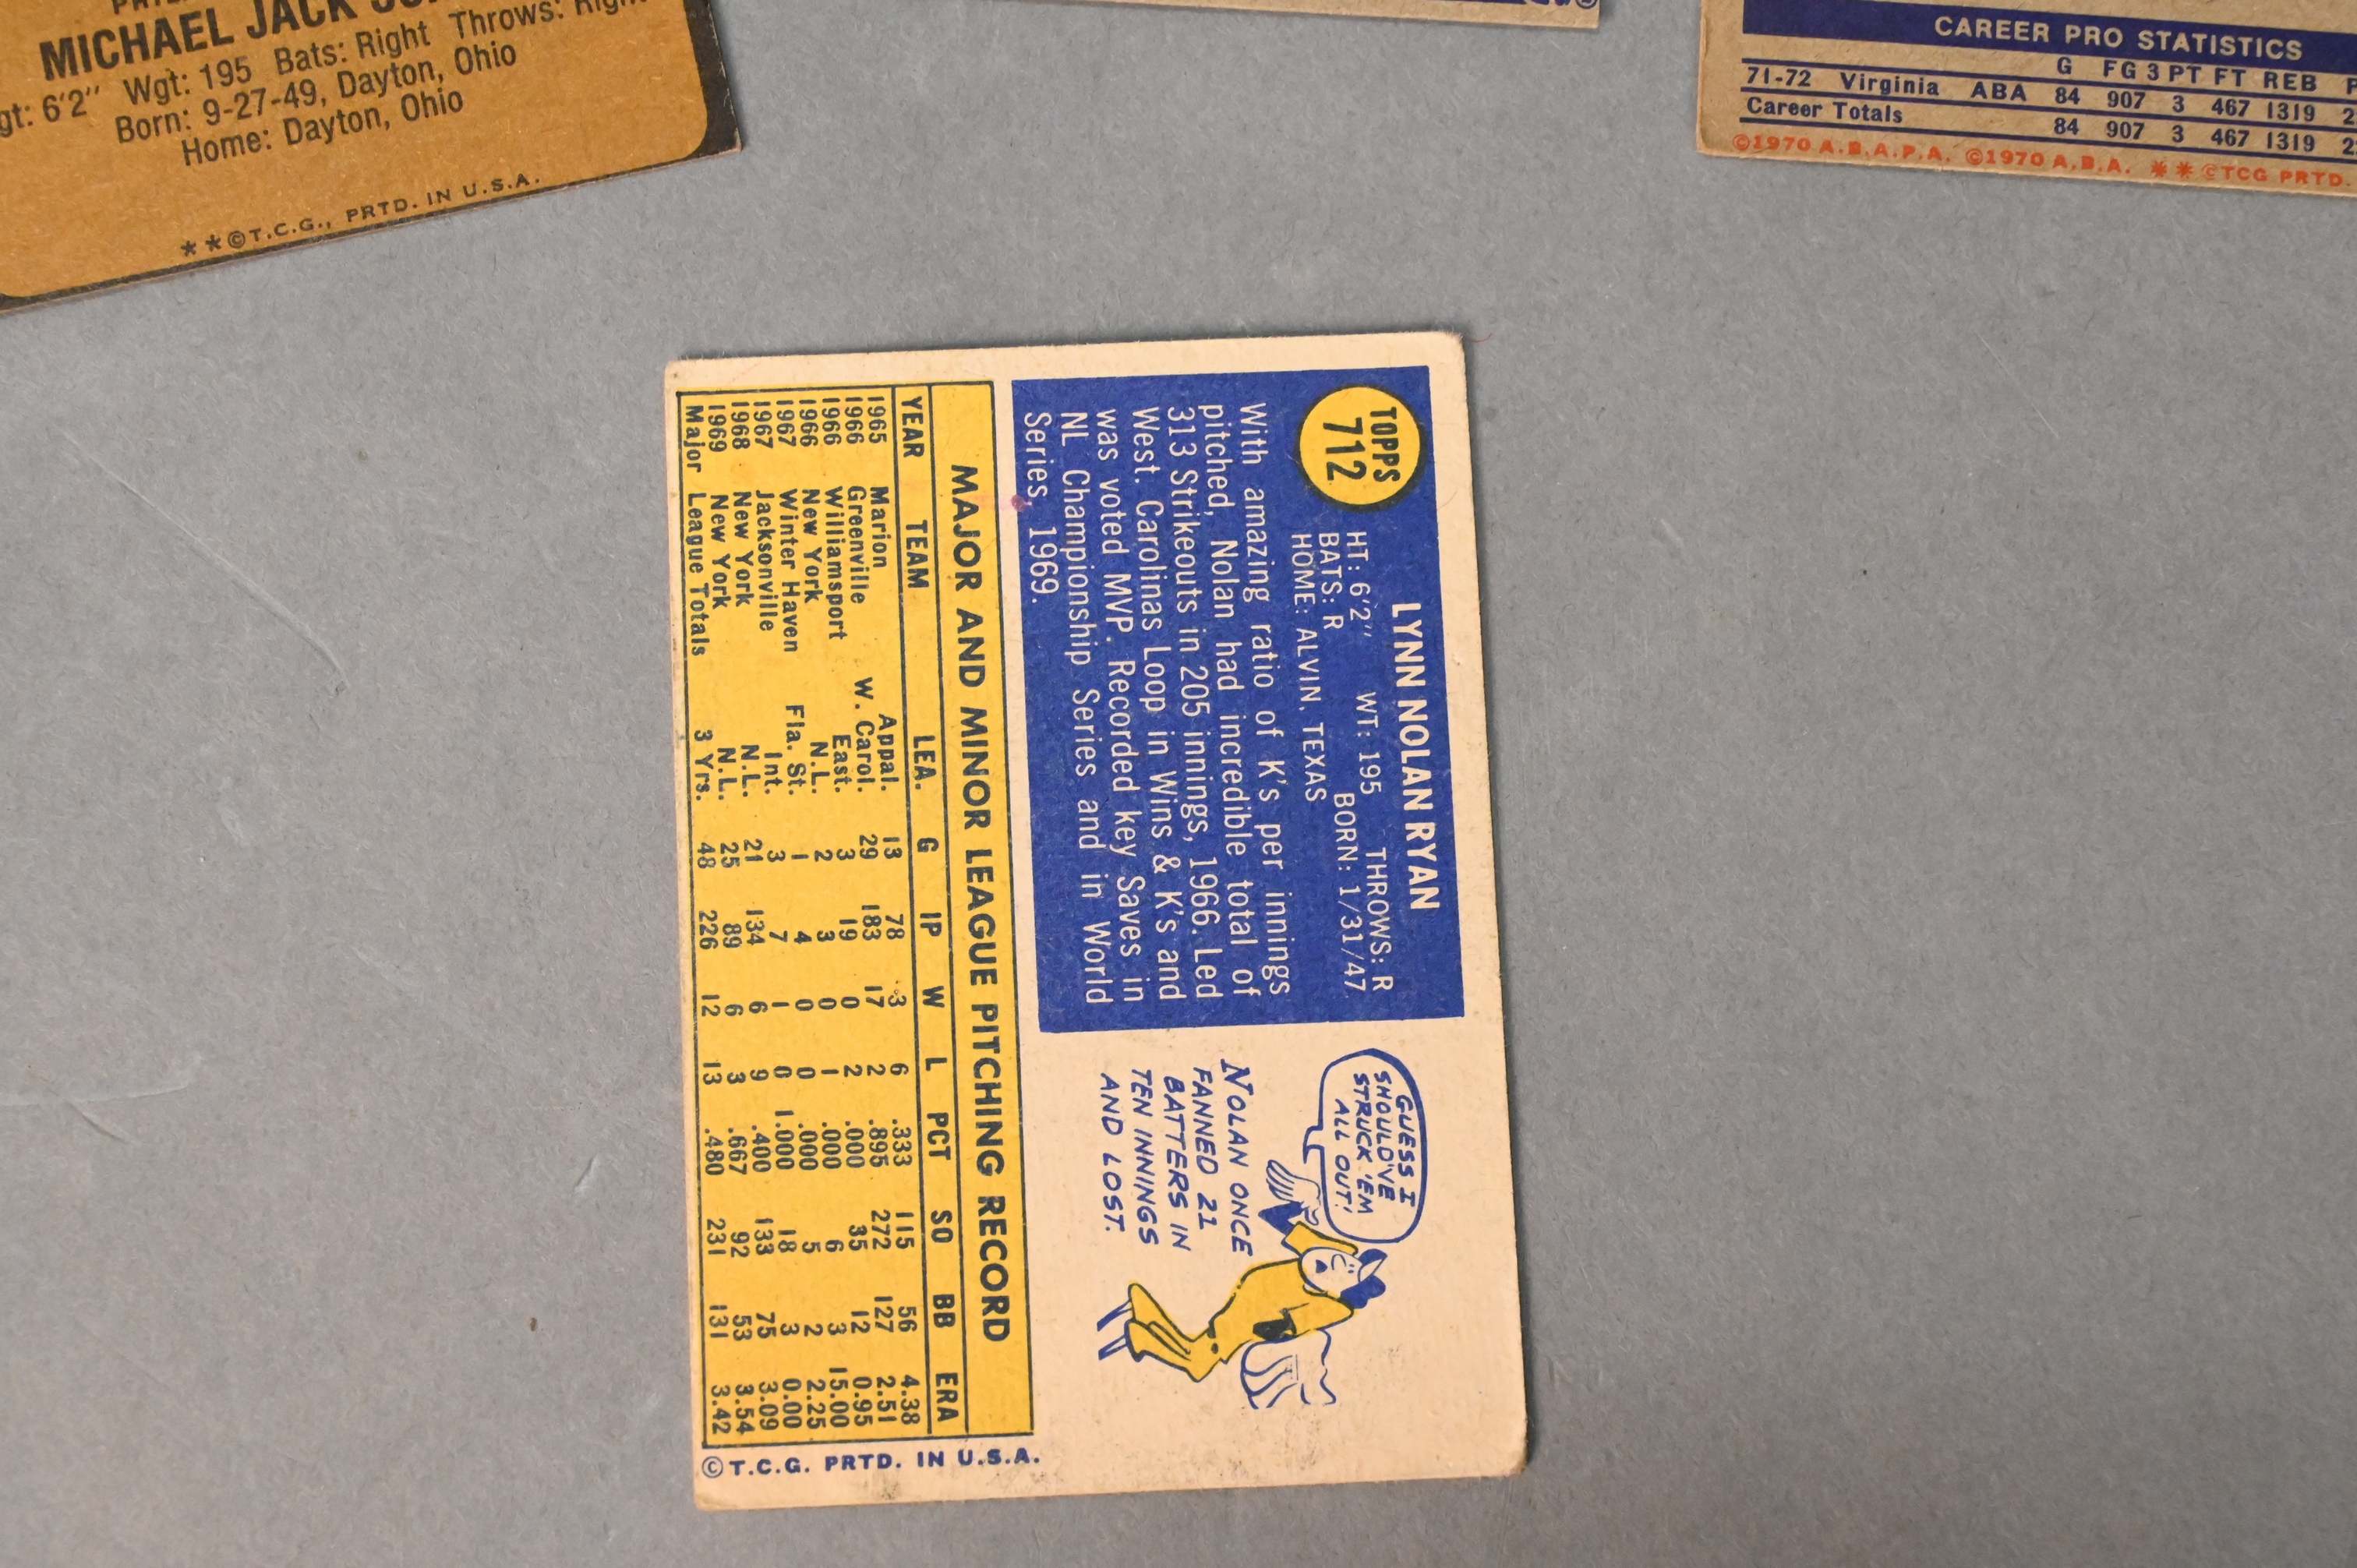 MICHAEL JACK
gt: 6'2" Wgt: 195 Bats: Right Throws: Right
Born: 9-27-49, Dayton, Ohio
Home: Dayton, Ohio
**©T.C.G., PRTD. IN U.S.A.
CAREER PRO STATISTICS
G FG 3 PT FT REB
71-72 Virginia ABA 84 907 3 467 1319 2
Career Totals 84 907 3 467 1319 2
©1970 A.B.A.P.A. ©1970 A.B.A. **©TCG PRTD.
TOPPS
712
LYNN NOLAN RYAN
HT: 6'2" WT: 195 THROWS: R
BATS: R BORN: 1/31/47
HOME: ALVIN, TEXAS
With amazing ratio of K's per innings
pitched, Nolan had incredible total of
313 Strikeouts in 205 innings, 1966. Led
West. Carolinas Loop in Wins & K's and
was voted MVP. Recorded key Saves in
NL Championship Series and in World
Series, 1969.
GUESS I
SHOULD'VE
STRUCK 'EM
ALL OUT!
NOLAN ONCE
FANNED 21
BATTERS IN
TEN INNINGS
AND LOST.
MAJOR AND MINOR LEAGUE PITCHING RECORD
YEAR TEAM LEA. G IP W L PCT SO BB ERA
1965 Marion Appal. 13 78 3 6 .333 115 56 4.38
1966 Greenville W. Carol. 29 183 17 2 .895 272 127 2.51
1966 Williamsport East. 3 19 0 2 .000 35 12 0.95
1966 New York N.L. 2 3 0 1 .000 6 3 15.00
1967 Winter Haven Fla. St. 1 4 0 0 .000 5 2 2.25
1967 Jacksonville Int. 3 7 1 0 1.000 18 3 0.00
1968 New York N.L. 21 134 6 9 .400 133 75 3.09
1969 New York N.L. 25 89 6 3 .667 92 53 3.54
Major League Totals 3 Yrs. 48 226 12 13 .480 231 131 3.42
©T.C.G. PRTD. IN U.S.A.